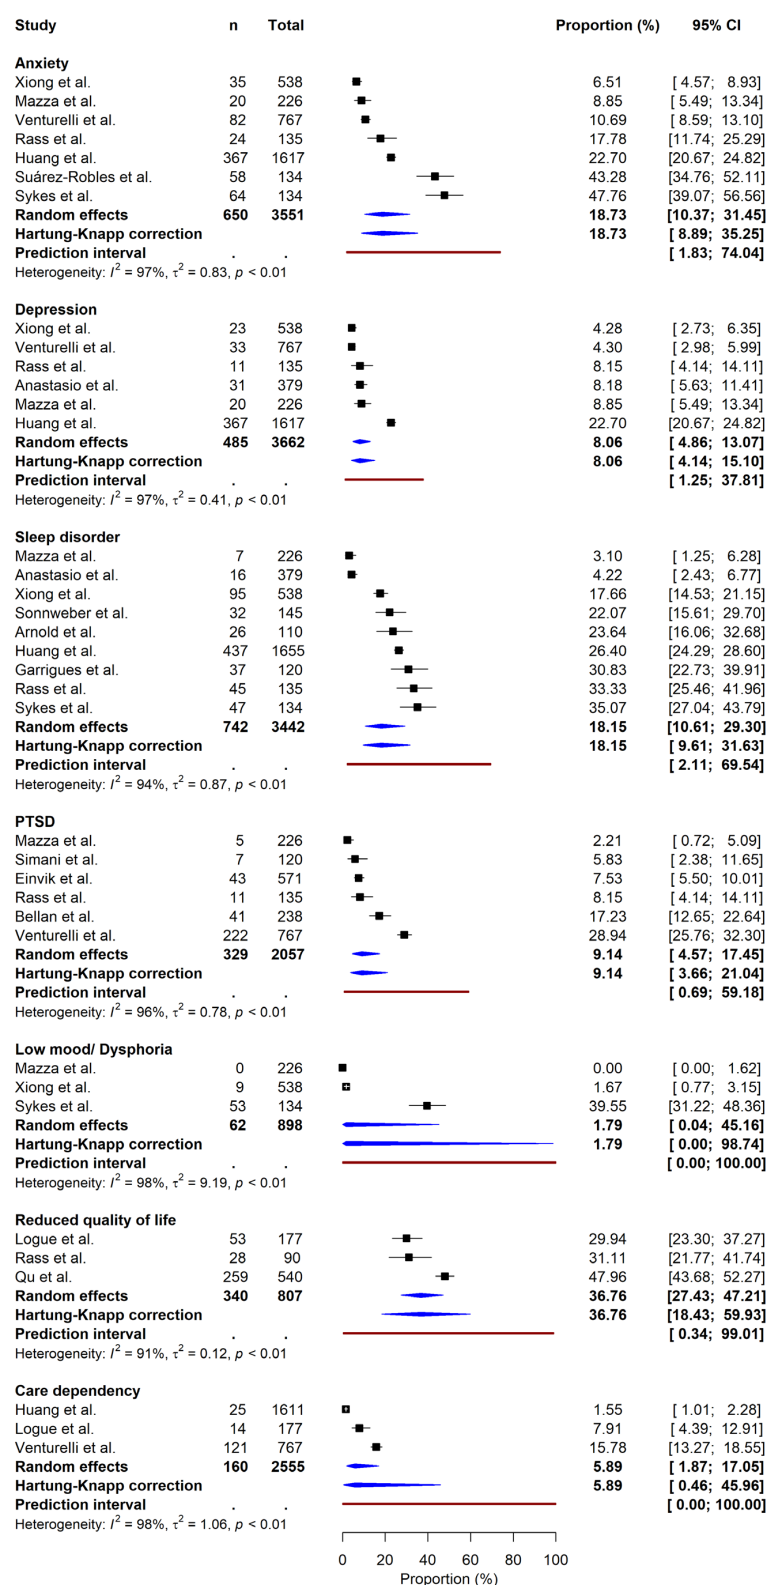 Study n Total Proportion (%) 95% CI
Anxiety
Xiong et al. 35 538 6.51 [ 4.57; 8.93]
Mazza et al. 20 226 8.85 [ 5.49; 13.34]
Venturelli et al. 82 767 10.69 [ 8.59; 13.10]
Rass et al. 24 135 17.78 [11.74; 25.29]
Huang et al. 367 1617 22.70 [20.67; 24.82]
Suárez-Robles et al. 58 134 43.28 [34.76; 52.11]
Sykes et al. 64 134 47.76 [39.07; 56.56]
Random effects 650 3551 18.73 [10.37; 31.45]
Hartung-Knapp correction 18.73 [ 8.89; 35.25]
Prediction interval . . [ 1.83; 74.04]
Heterogeneity: I² = 97%, τ² = 0.83, p < 0.01
Depression
Xiong et al. 23 538 4.28 [ 2.73; 6.35]
Venturelli et al. 33 767 4.30 [ 2.98; 5.99]
Rass et al. 11 135 8.15 [ 4.14; 14.11]
Anastasio et al. 31 379 8.18 [ 5.63; 11.41]
Mazza et al. 20 226 8.85 [ 5.49; 13.34]
Huang et al. 367 1617 22.70 [20.67; 24.82]
Random effects 485 3662 8.06 [ 4.86; 13.07]
Hartung-Knapp correction 8.06 [ 4.14; 15.10]
Prediction interval . . [ 1.25; 37.81]
Heterogeneity: I² = 97%, τ² = 0.41, p < 0.01
Sleep disorder
Mazza et al. 7 226 3.10 [ 1.25; 6.28]
Anastasio et al. 16 379 4.22 [ 2.43; 6.77]
Xiong et al. 95 538 17.66 [14.53; 21.15]
Sonnweber et al. 32 145 22.07 [15.61; 29.70]
Arnold et al. 26 110 23.64 [16.06; 32.68]
Huang et al. 437 1655 26.40 [24.29; 28.60]
Garrigues et al. 37 120 30.83 [22.73; 39.91]
Rass et al. 45 135 33.33 [25.46; 41.96]
Sykes et al. 47 134 35.07 [27.04; 43.79]
Random effects 742 3442 18.15 [10.61; 29.30]
Hartung-Knapp correction 18.15 [ 9.61; 31.63]
Prediction interval . . [ 2.11; 69.54]
Heterogeneity: I² = 94%, τ² = 0.87, p < 0.01
PTSD
Mazza et al. 5 226 2.21 [ 0.72; 5.09]
Simani et al. 7 120 5.83 [ 2.38; 11.65]
Einvik et al. 43 571 7.53 [ 5.50; 10.01]
Rass et al. 11 135 8.15 [ 4.14; 14.11]
Bellan et al. 41 238 17.23 [12.65; 22.64]
Venturelli et al. 222 767 28.94 [25.76; 32.30]
Random effects 329 2057 9.14 [ 4.57; 17.45]
Hartung-Knapp correction 9.14 [ 3.66; 21.04]
Prediction interval . . [ 0.69; 59.18]
Heterogeneity: I² = 96%, τ² = 0.78, p < 0.01
Low mood/ Dysphoria
Mazza et al. 0 226 0.00 [ 0.00; 1.62]
Xiong et al. 9 538 1.67 [ 0.77; 3.15]
Sykes et al. 53 134 39.55 [31.22; 48.36]
Random effects 62 898 1.79 [ 0.04; 45.16]
Hartung-Knapp correction 1.79 [ 0.00; 98.74]
Prediction interval . . [ 0.00; 100.00]
Heterogeneity: I² = 98%, τ² = 9.19, p < 0.01
Reduced quality of life
Logue et al. 53 177 29.94 [23.30; 37.27]
Rass et al. 28 90 31.11 [21.77; 41.74]
Qu et al. 259 540 47.96 [43.68; 52.27]
Random effects 340 807 36.76 [27.43; 47.21]
Hartung-Knapp correction 36.76 [18.43; 59.93]
Prediction interval . . [ 0.34; 99.01]
Heterogeneity: I² = 91%, τ² = 0.12, p < 0.01
Care dependency
Huang et al. 25 1611 1.55 [ 1.01; 2.28]
Logue et al. 14 177 7.91 [ 4.39; 12.91]
Venturelli et al. 121 767 15.78 [13.27; 18.55]
Random effects 160 2555 5.89 [ 1.87; 17.05]
Hartung-Knapp correction 5.89 [ 0.46; 45.96]
Prediction interval . . [ 0.00; 100.00]
Heterogeneity: I² = 98%, τ² = 1.06, p < 0.01
0 20 40 60 80 100
Proportion (%)